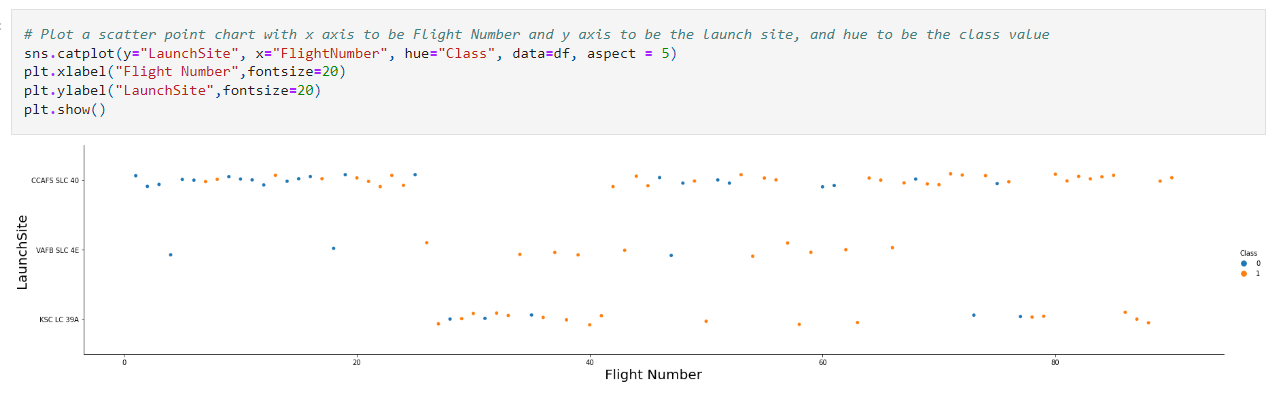 # Plot a scatter point chart with x axis to be Flight Number and y axis to be the launch site, and hue to be the class value
sns.catplot(y="LaunchSite", x="FlightNumber", hue="Class", data=df, aspect = 5)
plt.xlabel("Flight Number",fontsize=20)
plt.ylabel("LaunchSite",fontsize=20)
plt.show()
CCAFS SLC 40
VAFB SLC 4E
KSC LC 39A
LaunchSite
0 20 40 60 80
Flight Number
Class
0
1